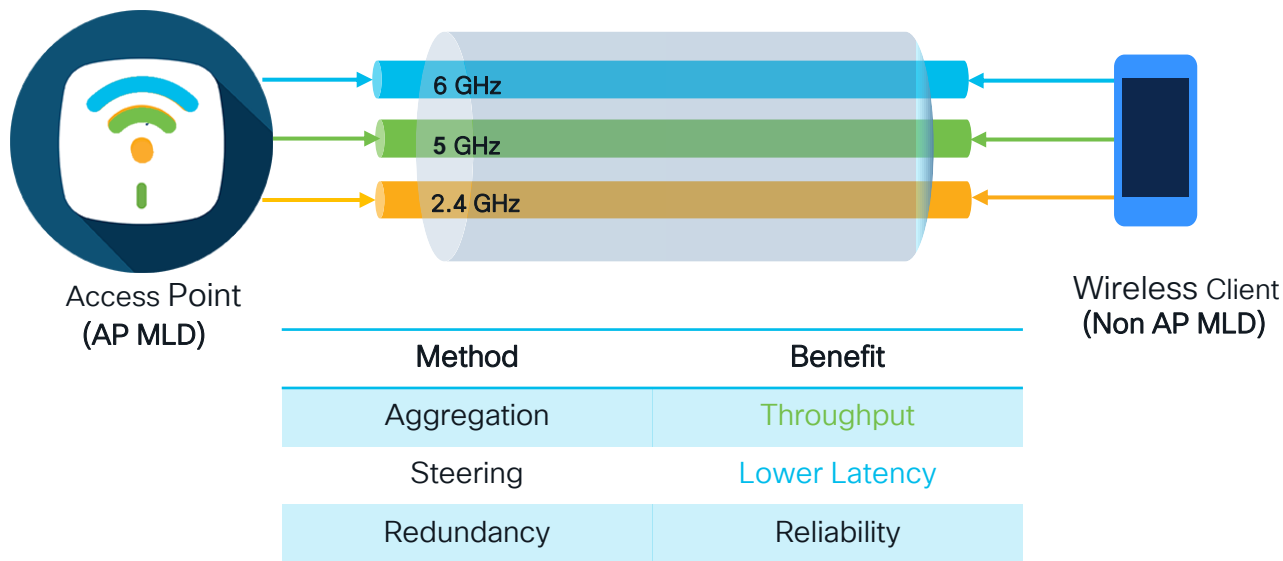 6 GHz
5 GHz
2.4 GHz
Access Point
(AP MLD)
Wireless Client
(Non AP MLD)
Method Benefit
Aggregation Throughput
Steering Lower Latency
Redundancy Reliability